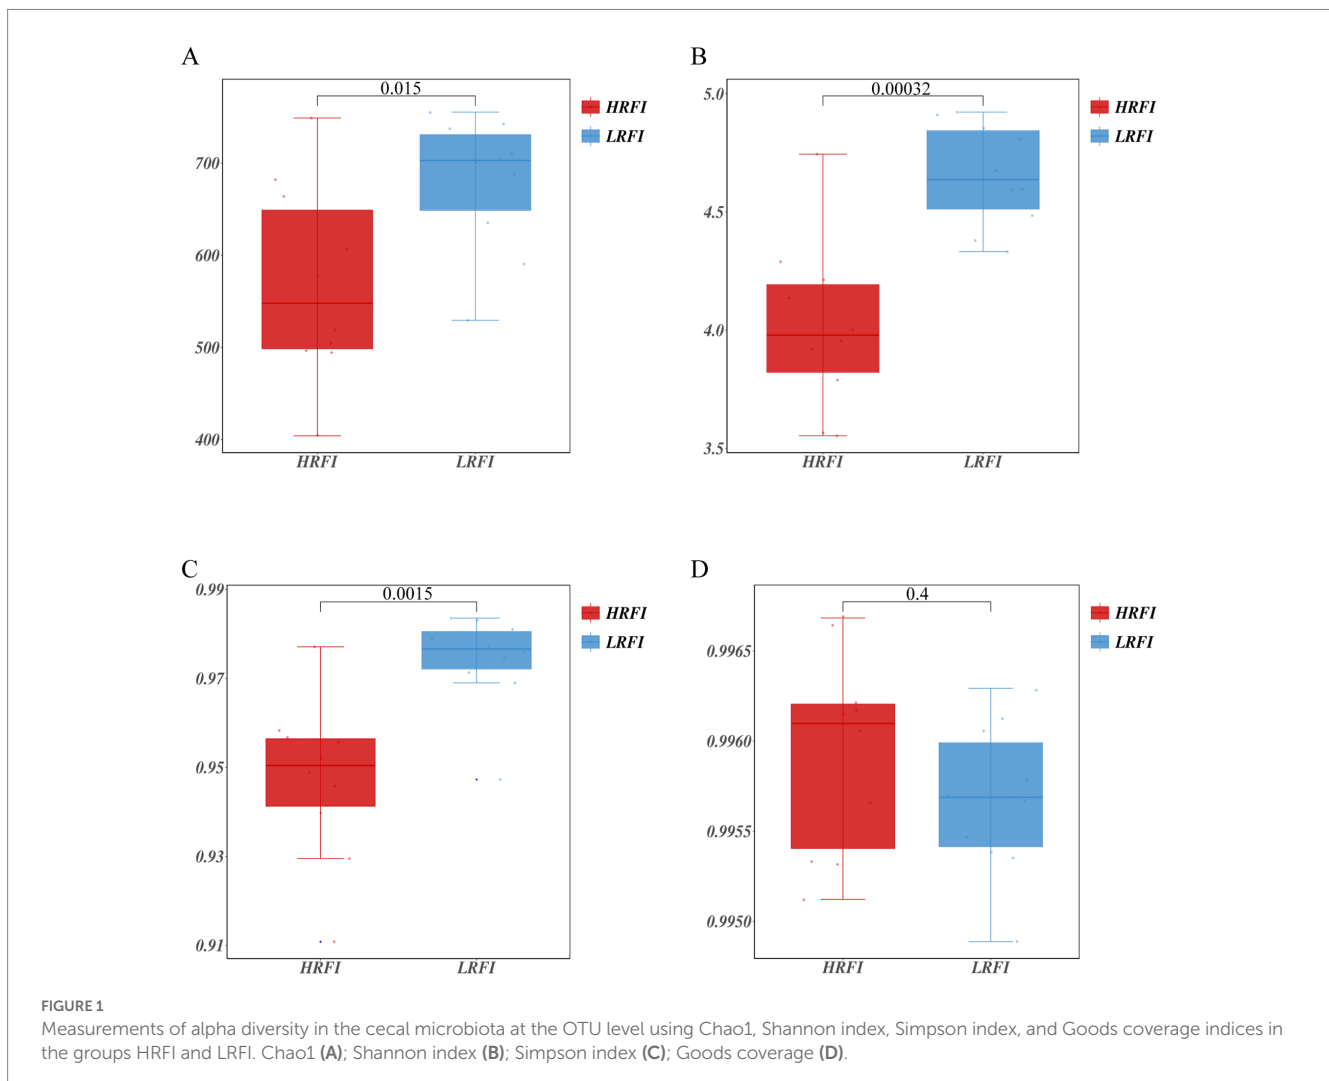 A
0.015
HRFI
LRFI
700
600
500
400
HRFI
LRFI
B
0.00032
HRFI
LRFI
5.0
4.5
4.0
3.5
HRFI
LRFI
C
0.0015
HRFI
LRFI
0.99
0.97
0.95
0.93
0.91
HRFI
LRFI
D
0.4
HRFI
LRFI
0.9965
0.9960
0.9955
0.9950
HRFI
LRFI
FIGURE 1
Measurements of alpha diversity in the cecal microbiota at the OTU level using Chao1, Shannon index, Simpson index, and Goods coverage indices in
the groups HRFI and LRFI. Chao1 (A); Shannon index (B); Simpson index (C); Goods coverage (D).